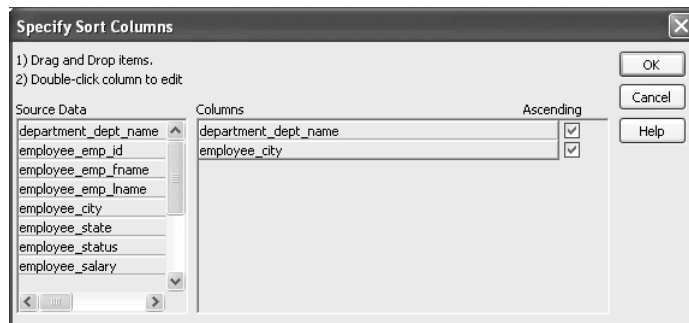 Specify Sort Columns
1) Drag and Drop items.
2) Double-click column to edit
OK
Cancel
Help
Source Data
department_dept_name
employee_emp_id
employee_emp_fname
employee_emp_lname
employee_city
employee_state
employee_status
employee_salary
Columns Ascending
department_dept_name
employee_city